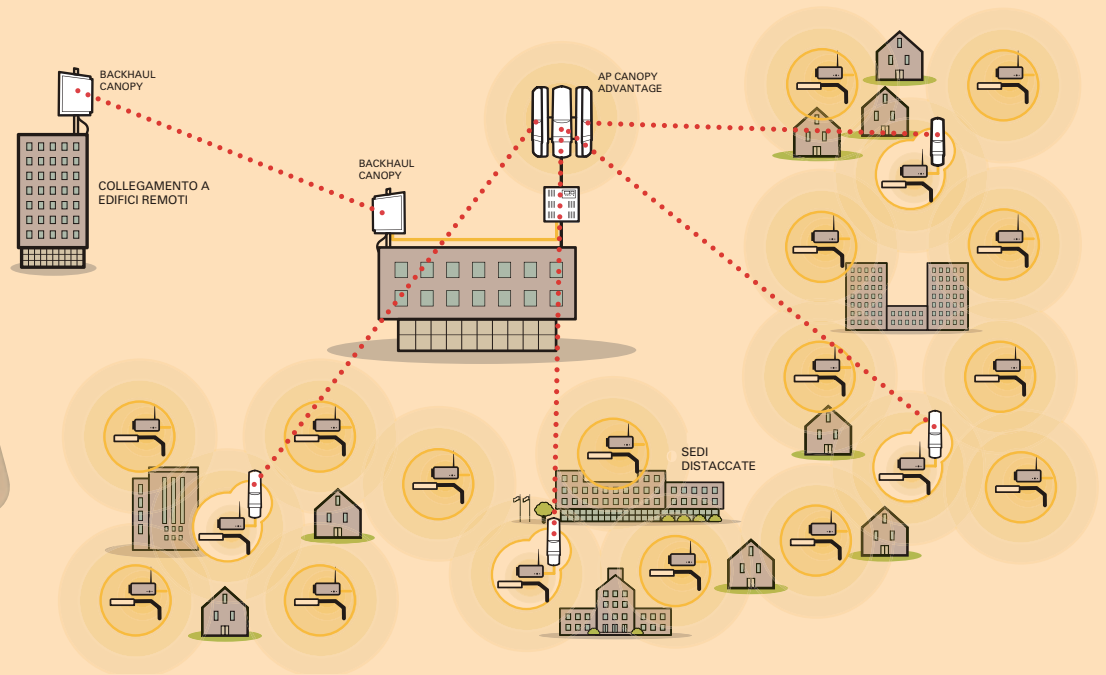 BACKHAUL
CANOPY
AP CANOPY
ADVANTAGE
BACKHAUL
CANOPY
COLLEGAMENTO A
EDIFICI REMOTI
SEDI
DISTACCATE